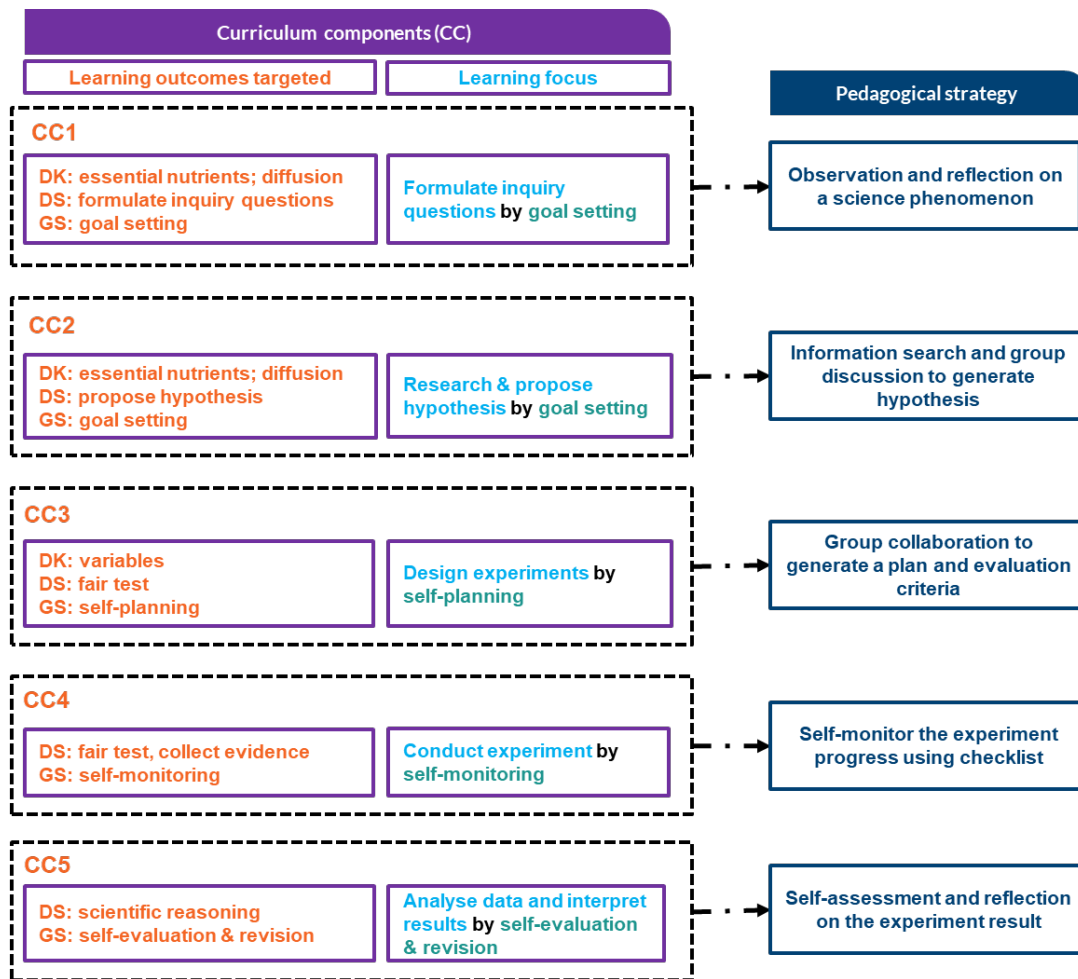 Curriculum components (CC)
Learning outcomes targeted
Learning focus
Pedagogical strategy
CC1
DK: essential nutrients; diffusion
DS: formulate inquiry questions
GS: goal setting
Formulate inquiry
questions by goal setting
Observation and reflection on
a science phenomenon
CC2
DK: essential nutrients; diffusion
DS: propose hypothesis
GS: goal setting
Research & propose
hypothesis by goal setting
Information search and group
discussion to generate
hypothesis
CC3
DK: variables
DS: fair test
GS: self-planning
Design experiments by
self-planning
Group collaboration to
generate a plan and evaluation
criteria
CC4
DS: fair test, collect evidence
GS: self-monitoring
Conduct experiment by
self-monitoring
Self-monitor the experiment
progress using checklist
CC5
DS: scientific reasoning
GS: self-evaluation & revision
Analyse data and interpret
results by self-evaluation
& revision
Self-assessment and reflection
on the experiment result